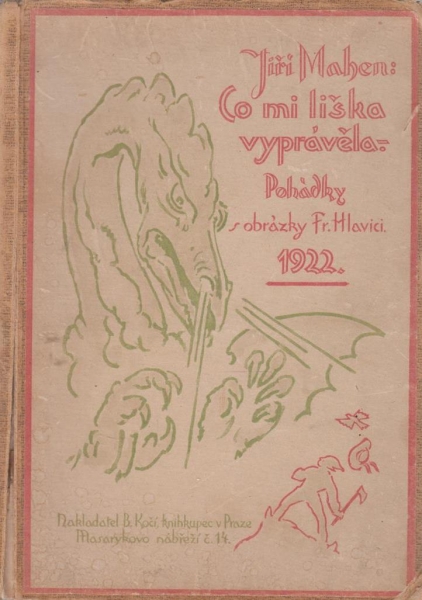 Jiří Mahen:
Co mi liška
vyprávěla-
Pohádky
s obrázky Fr. Hlavici.
1922.
Nakladatel B. Kočí, knihkupec v Praze
Masarykovo nábřeží č. 14.